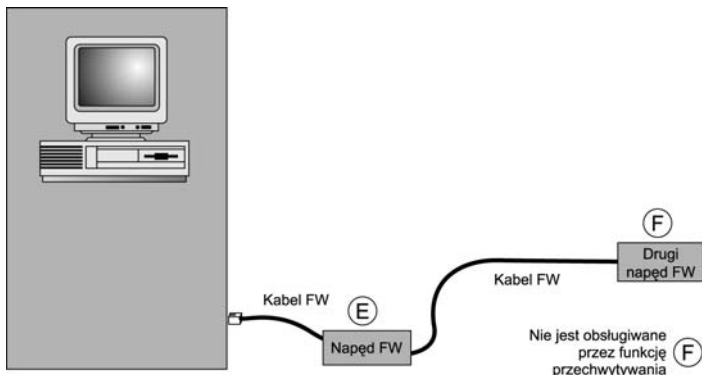 F
Drugi
napęd FW
Kabel FW
Kabel FW
E
Napęd FW
Nie jest obsługiwane
przez funkcję
przechwytywania
F